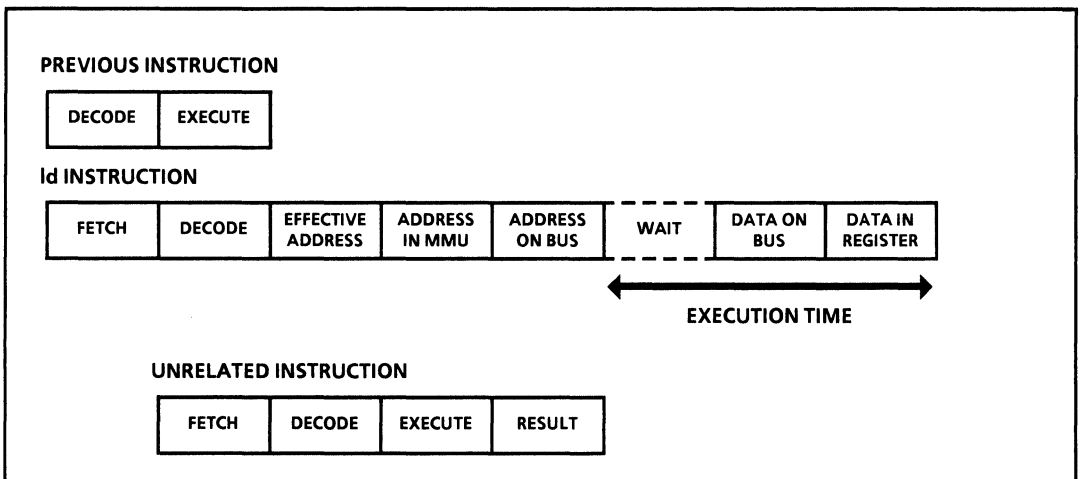 PREVIOUS INSTRUCTION
DECODE EXECUTE
ld INSTRUCTION
FETCH DECODE EFFECTIVE ADDRESS ADDRESS IN MMU ADDRESS ON BUS WAIT DATA ON BUS DATA IN REGISTER
EXECUTION TIME
UNRELATED INSTRUCTION
FETCH DECODE EXECUTE RESULT